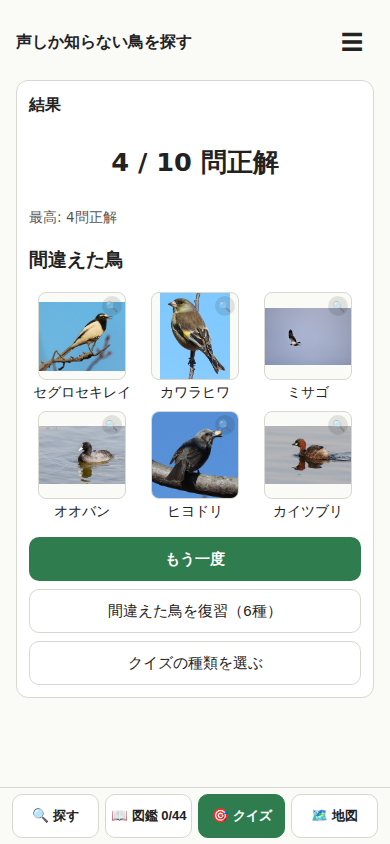 声しか知らない鳥を探す
結果
4 / 10 問正解
最高: 4問正解
間違えた鳥
セグロセキレイ
カワラヒワ
ミサゴ
オオバン
ヒヨドリ
カイツブリ
もう一度
間違えた鳥を復習（6種）
クイズの種類を選ぶ
探す
図鑑 0/44
クイズ
地図